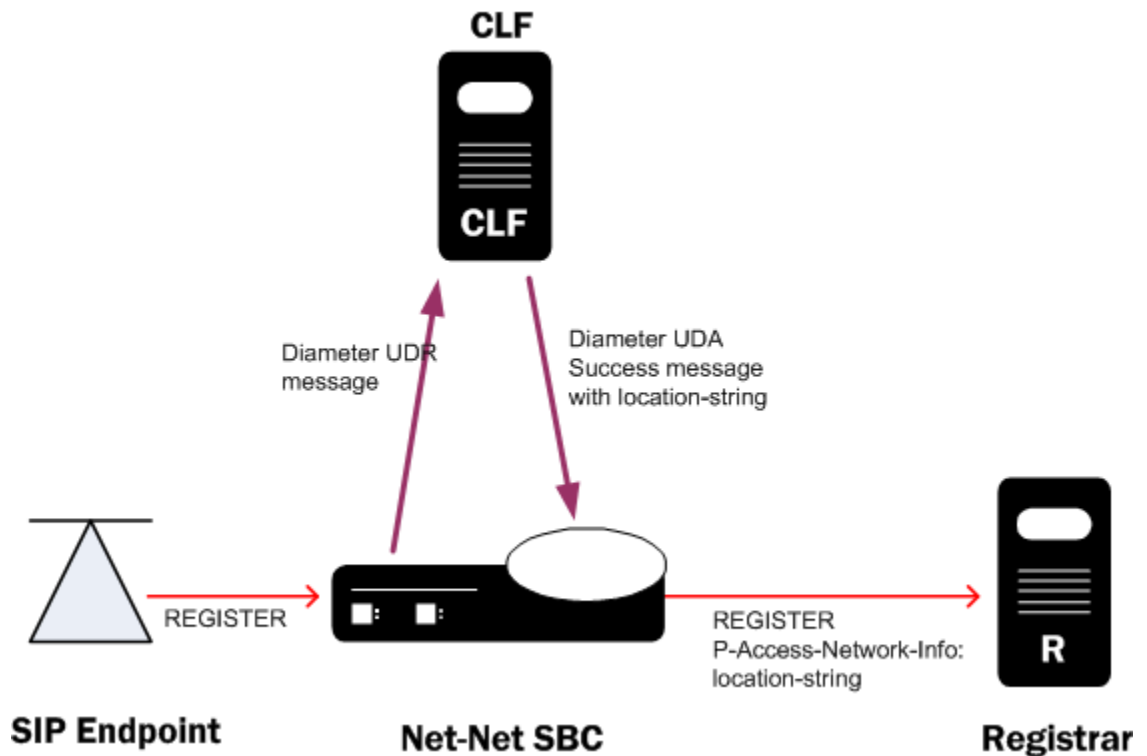 CLF
CLF
Diameter UDR
message
Diameter UDA
Success message
with location-string
REGISTER
REGISTER
P-Access-Network-Info:
location-string
R
SIP Endpoint
Net-Net SBC
Registrar